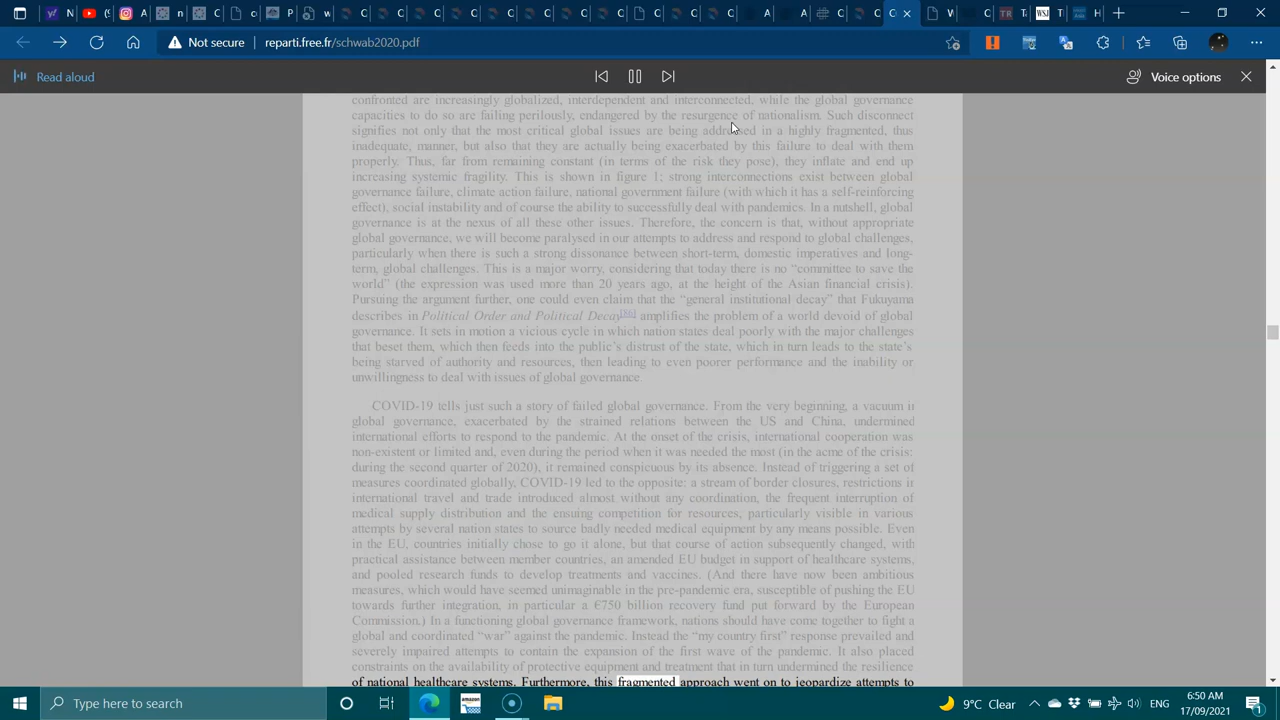 N
(
n
C
c
P
w
C
C
C
C
C
C
C
C
C
C
A
A
C
C
C
W
C
T
T
H
Not secure
reparti.free.fr/schwab2020.pdf
Read aloud
Voice options
confronted are increasingly globalized, interdependent and interconnected, while the global governance
capacities to do so are failing perilously, endangered by the resurgence of nationalism. Such disconnect
signifies not only that the most critical global issues are being addressed in a highly fragmented, thus
inadequate, manner, but also that they are actually being exacerbated by this failure to deal with them
properly. Thus, far from remaining constant (in terms of the risk they pose), they inflate and end up
increasing systemic fragility. This is shown in figure 1; strong interconnections exist between global
governance failure, climate action failure, national government failure (with which it has a self-reinforcing
effect), social instability and of course the ability to successfully deal with pandemics. In a nutshell, global
governance is at the nexus of all these other issues. Therefore, the concern is that, without appropriate
global governance, we will become paralysed in our attempts to address and respond to global challenges,
particularly when there is such a strong dissonance between short-term, domestic imperatives and long-
term, global challenges. This is a major worry, considering that today there is no “committee to save the
world” (the expression was used more than 20 years ago, at the height of the Asian financial crisis).
Pursuing the argument further, one could even claim that the “general institutional decay” that Fukuyama
describes in Political Order and Political Decay[86] amplifies the problem of a world devoid of global
governance. It sets in motion a vicious cycle in which nation states deal poorly with the major challenges
that beset them, which then feeds into the public’s distrust of the state, which in turn leads to the state’s
being starved of authority and resources, then leading to even poorer performance and the inability or
unwillingness to deal with issues of global governance.
COVID-19 tells just such a story of failed global governance. From the very beginning, a vacuum in
global governance, exacerbated by the strained relations between the US and China, undermined
international efforts to respond to the pandemic. At the onset of the crisis, international cooperation was
non-existent or limited and, even during the period when it was needed the most (in the acme of the crisis:
during the second quarter of 2020), it remained conspicuous by its absence. Instead of triggering a set of
measures coordinated globally, COVID-19 led to the opposite: a stream of border closures, restrictions in
international travel and trade introduced almost without any coordination, the frequent interruption of
medical supply distribution and the ensuing competition for resources, particularly visible in various
attempts by several nation states to source badly needed medical equipment by any means possible. Even
in the EU, countries initially chose to go it alone, but that course of action subsequently changed, with
practical assistance between member countries, an amended EU budget in support of healthcare systems,
and pooled research funds to develop treatments and vaccines. (And there have now been ambitious
measures, which would have seemed unimaginable in the pre-pandemic era, susceptible of pushing the EU
towards further integration, in particular a €750 billion recovery fund put forward by the European
Commission.) In a functioning global governance framework, nations should have come together to fight a
global and coordinated “war” against the pandemic. Instead the “my country first” response prevailed and
severely impaired attempts to contain the expansion of the first wave of the pandemic. It also placed
constraints on the availability of protective equipment and treatment that in turn undermined the resilience
of national healthcare systems. Furthermore, this fragmented approach went on to jeopardize attempts to
Type here to search
amazon
9°C Clear
ENG
6:50 AM
17/09/2021